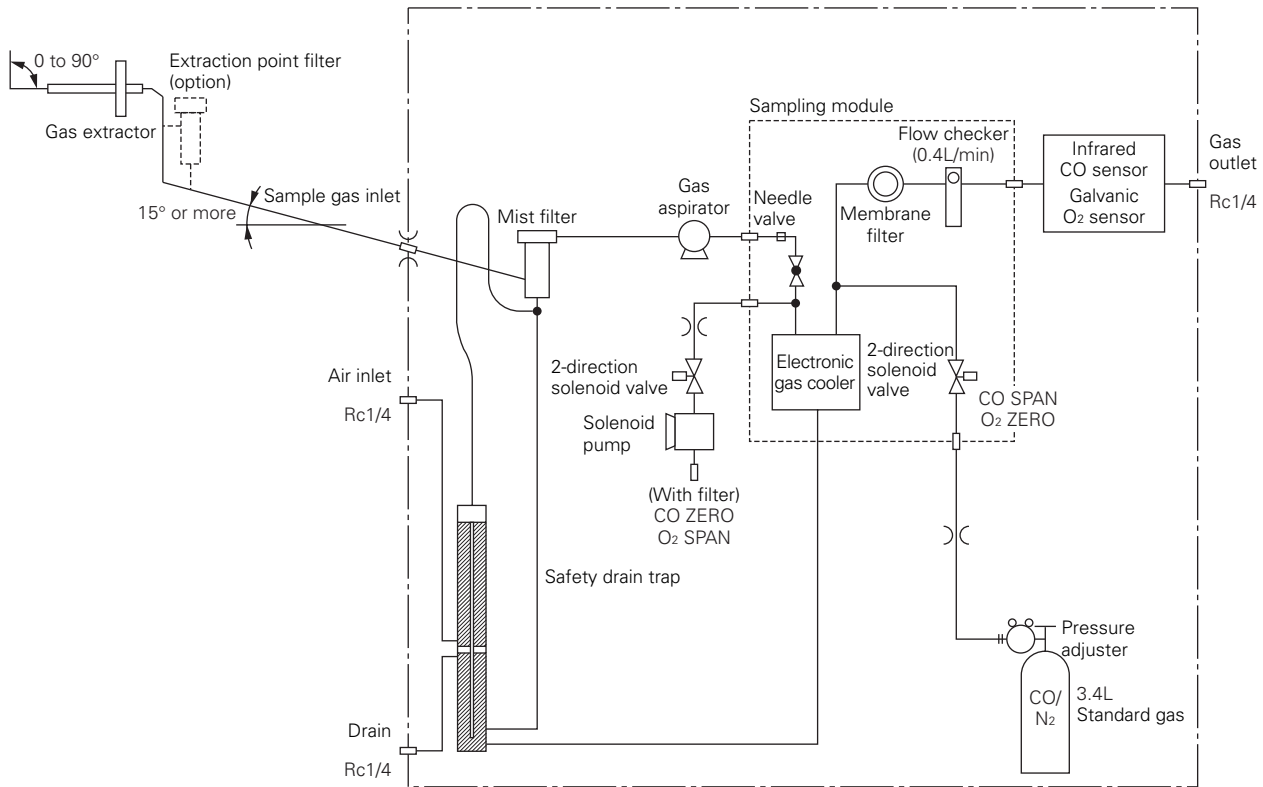 0 to 90°
Extraction point filter
(option)
Gas extractor
Sample gas inlet
15° or more
Mist filter
Gas
aspirator
Sampling module
Needle
valve
Flow checker
(0.4L/min)
Membrane
filter
Infrared
CO sensor
Galvanic
O₂ sensor
Gas
outlet
Rc1/4
Air inlet
Rc1/4
2-direction
solenoid valve
Solenoid
pump
(With filter)
CO ZERO
O₂ SPAN
Electronic
gas cooler
2-direction
solenoid
valve
CO SPAN
O₂ ZERO
Safety drain trap
Pressure
adjuster
CO/
N₂
3.4L
Standard gas
Drain
Rc1/4